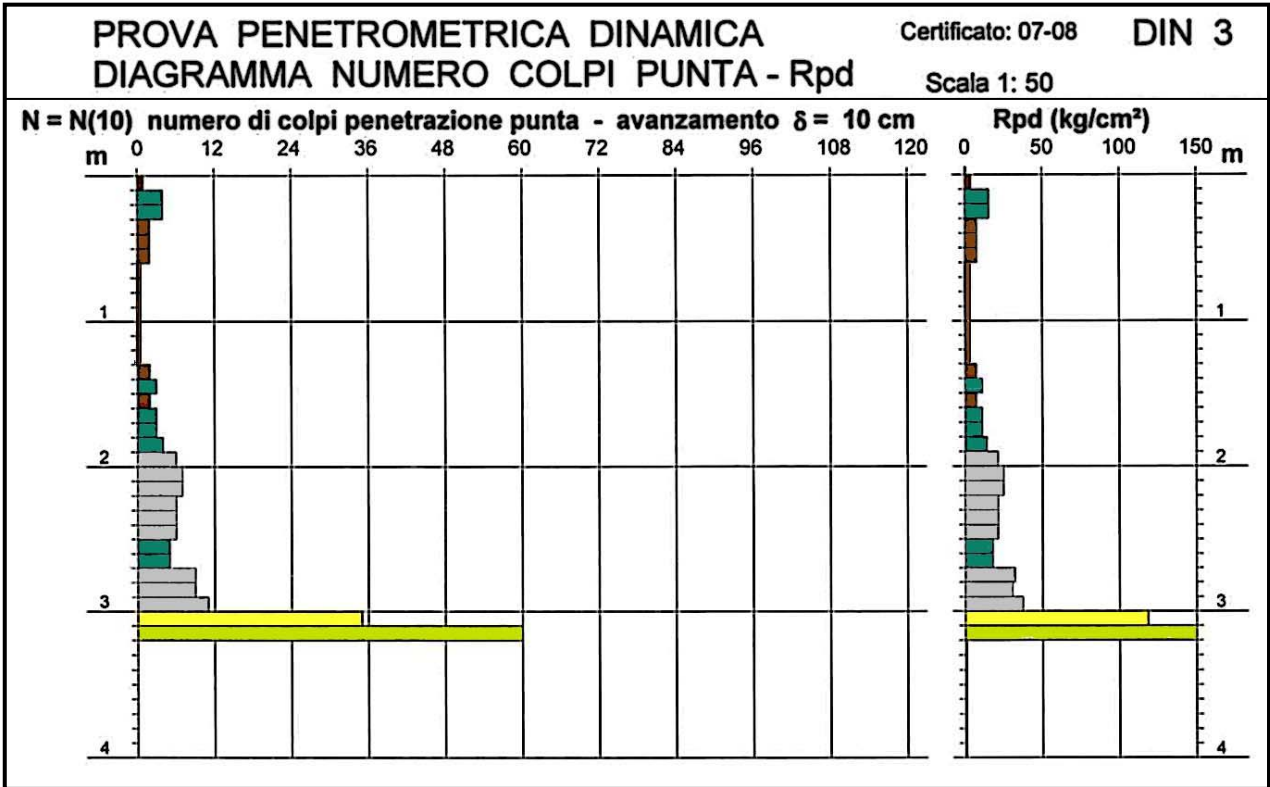 PROVA PENETROMETRICA DINAMICA
DIAGRAMMA NUMERO COLPI PUNTA - Rpd
Certificato: 07-08
DIN 3
Scala 1: 50
N = N(10) numero di colpi penetrazione punta - avanzamento δ = 10 cm
Rpd (kg/cm²)
m 0 12 24 36 48 60 72 84 96 108 120
0 50 100 150 m
1 1
2 2
3 3
4 4